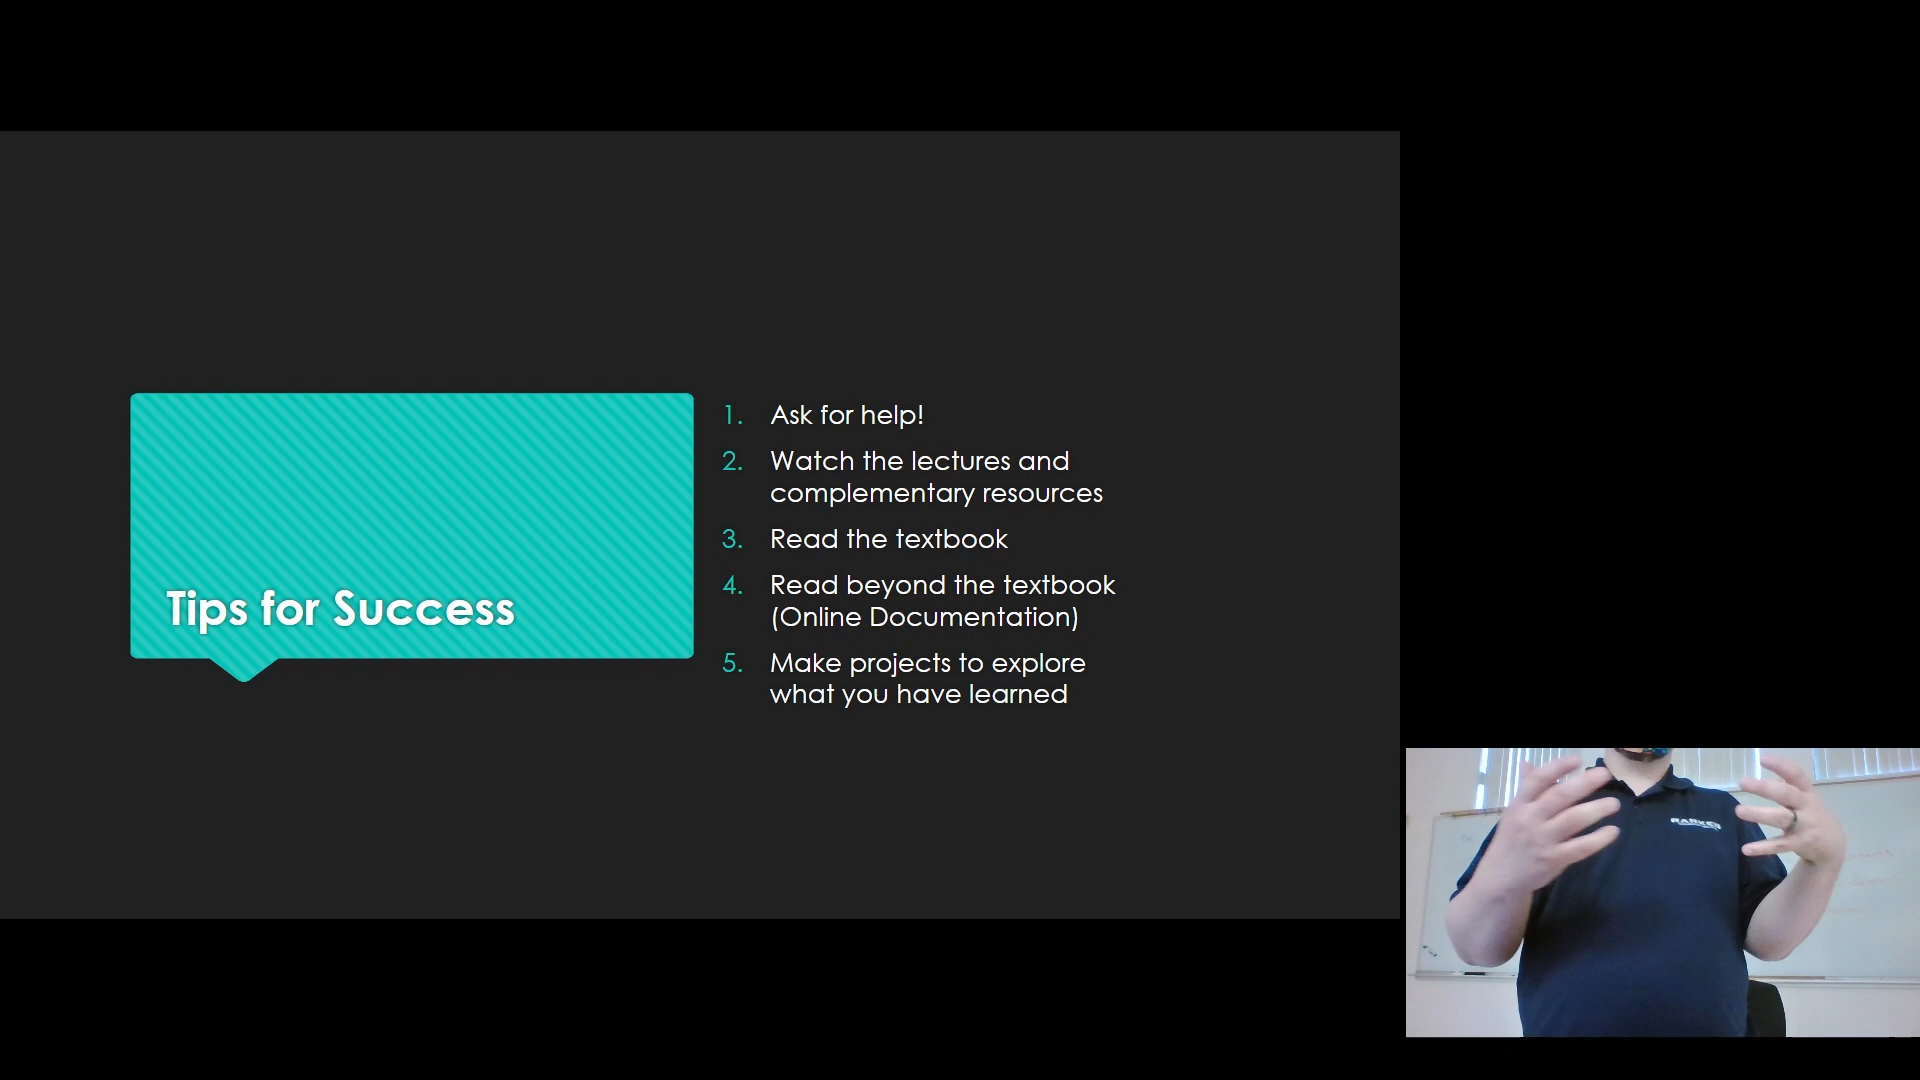 Tips for Success
1. Ask for help!
2. Watch the lectures and
complementary resources
3. Read the textbook
4. Read beyond the textbook
(Online Documentation)
5. Make projects to explore
what you have learned
RANKEN